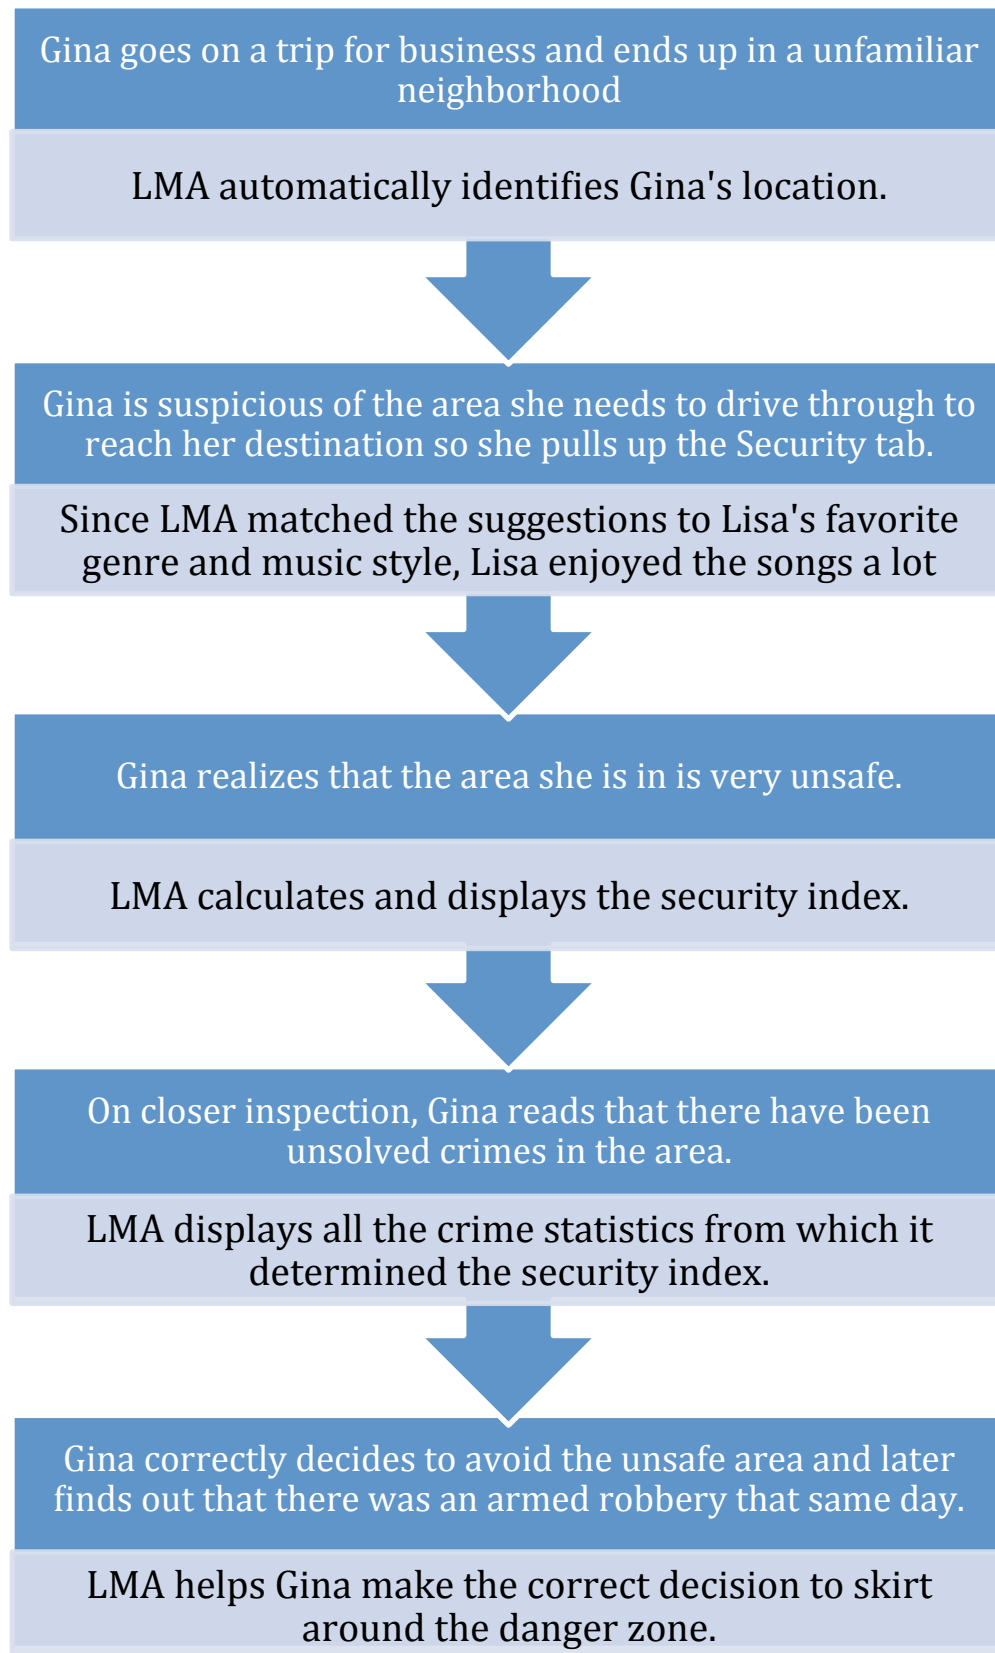 Gina goes on a trip for business and ends up in a unfamiliar
neighborhood
LMA automatically identifies Gina's location.
Gina is suspicious of the area she needs to drive through to
reach her destination so she pulls up the Security tab.
Since LMA matched the suggestions to Lisa's favorite
genre and music style, Lisa enjoyed the songs a lot
Gina realizes that the area she is in is very unsafe.
LMA calculates and displays the security index.
On closer inspection, Gina reads that there have been
unsolved crimes in the area.
LMA displays all the crime statistics from which it
determined the security index.
Gina correctly decides to avoid the unsafe area and later
finds out that there was an armed robbery that same day.
LMA helps Gina make the correct decision to skirt
around the danger zone.